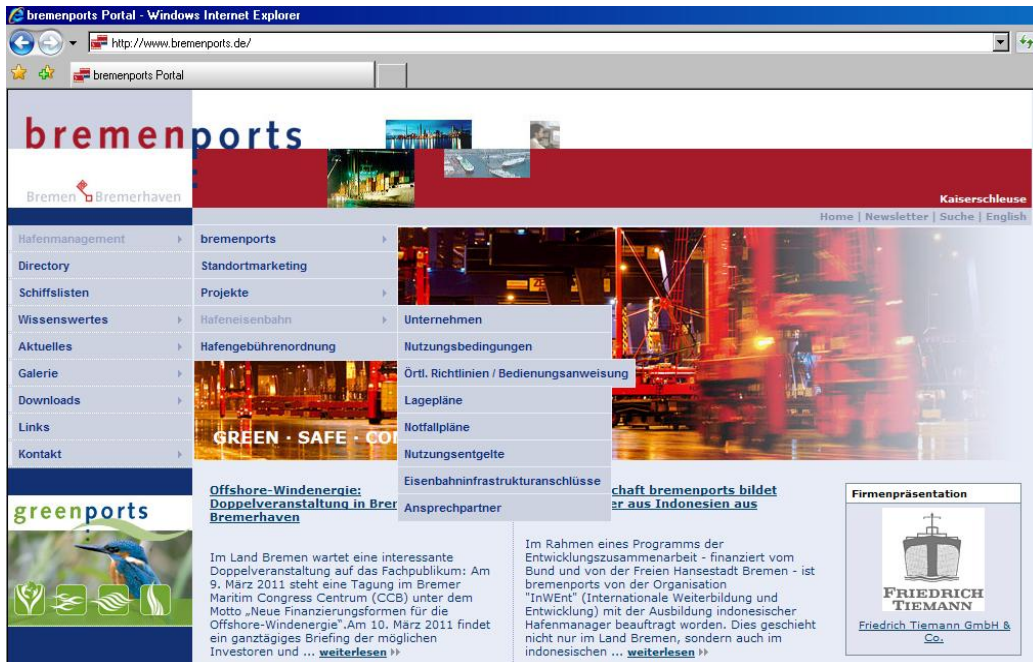 bremenports Portal - Windows Internet Explorer
http://www.bremenports.de/
bremenports Portal
bremenports
Bremen Bremerhaven
Kaiserschleuse
Home | Newsletter | Suche | English
Hafenmanagement
Directory
Schiffslisten
Wissenswertes
Aktuelles
Galerie
Downloads
Links
Kontakt
bremenports
Standortmarketing
Projekte
Hafeneisenbahn
Hafengebührenordnung
Unternehmen
Nutzungsbedingungen
Örtl. Richtlinien / Bedienungsanweisung
Lagepläne
Notfallpläne
Nutzungsentgelte
Eisenbahninfrastrukturanschlüsse
Ansprechpartner
GREEN · SAFE ·
greenports
Offshore-Windenergie:
Doppelveranstaltung in
Bremerhaven
Im Land Bremen wartet eine interessante
Doppelveranstaltung auf das Fachpublikum: Am
9. März 2011 steht eine Tagung im Bremer
Maritim Congress Centrum (CCB) unter dem
Motto „Neue Finanzierungsformen für die
Offshore-Windenergie".Am 10. März 2011 findet
ein ganztägiges Briefing der möglichen
Investoren und ... weiterlesen
chaft bremenports bildet
er aus Indonesien aus
Im Rahmen eines Programms der
Entwicklungszusammenarbeit - finanziert vom
Bund und von der Freien Hansestadt Bremen - ist
bremenports von der Organisation
"InWEnt" (Internationale Weiterbildung und
Entwicklung) mit der Ausbildung indonesischer
Hafenmanager beauftragt worden. Dies geschieht
nicht nur im Land Bremen, sondern auch im
indonesischen ... weiterlesen
Firmenpräsentation
FRIEDRICH
TIEMANN
Friedrich Tiemann GmbH &
Co.